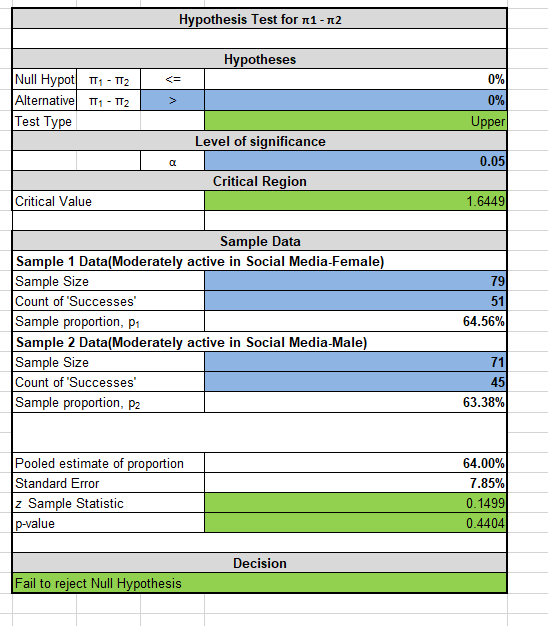 Hypothesis Test for π1 - π2
Hypotheses
Null Hypot π₁ - π₂ <= 0%
Alternative π₁ - π₂ > 0%
Test Type Upper
Level of significance
α 0.05
Critical Region
Critical Value 1.6449
Sample Data
Sample 1 Data(Moderately active in Social Media-Female)
Sample Size 79
Count of 'Successes' 51
Sample proportion, p₁ 64.56%
Sample 2 Data(Moderately active in Social Media-Male)
Sample Size 71
Count of 'Successes' 45
Sample proportion, p₂ 63.38%
Pooled estimate of proportion 64.00%
Standard Error 7.85%
z Sample Statistic 0.1499
p-value 0.4404
Decision
Fail to reject Null Hypothesis